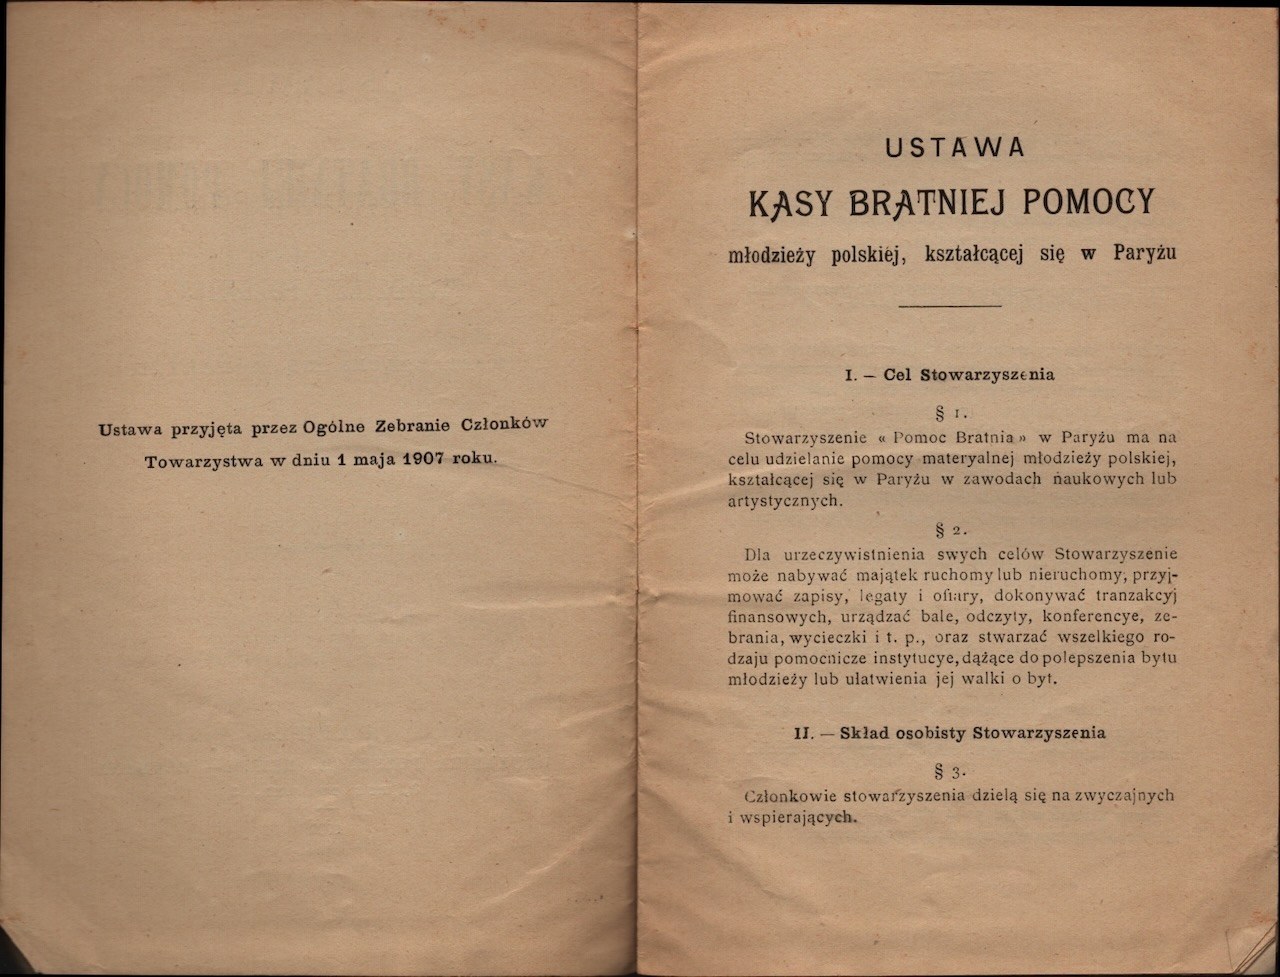 Ustawa przyjęta przez Ogólne Zebranie Członków
Towarzystwa w dniu 1 maja 1907 roku.
USTAWA
KASY BRATNIEJ POMOCY
młodzieży polskiej, kształcącej się w Paryżu
I. — Cel Stowarzyszenia
§ 1.
Stowarzyszenie « Pomoc Bratnia » w Paryżu ma na
celu udzielanie pomocy materyalnej młodzieży polskiej,
kształcącej się w Paryżu w zawodach naukowych lub
artystycznych.
§ 2.
Dla urzeczywistnienia swych celów Stowarzyszenie
może nabywać majątek ruchomy lub nieruchomy, przyj-
mować zapisy, legaty i ofiary, dokonywać tranzakcyj
finansowych, urządzać bale, odczyty, konferencye, ze-
brania, wycieczki i t. p., oraz stwarzać wszelkiego ro-
dzaju pomocnicze instytucye, dążące do polepszenia bytu
młodzieży lub ułatwienia jej walki o byt.
II. — Skład osobisty Stowarzyszenia
§ 3.
Członkowie stowarzyszenia dzielą się na zwyczajnych
i wspierających.